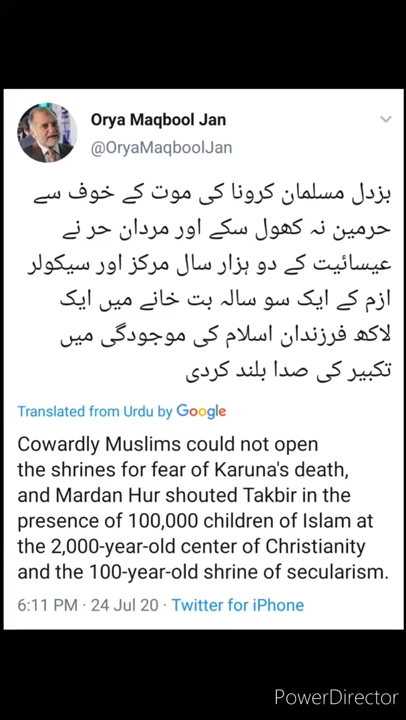 Orya Maqbool Jan
@OryaMaqboolJan
بزدل مسلمان کرونا کی موت کے خوف سے
حرمین نہ کھول سکے اور مردان حر نے
عیسائیت کے دو ہزار سال مرکز اور سیکولر
ازم کے ایک سو سالہ بت خانے میں ایک
لاکھ فرزندان اسلام کی موجودگی میں
تکبیر کی صدا بلند کردی
Translated from Urdu by Google
Cowardly Muslims could not open
the shrines for fear of Karuna's death,
and Mardan Hur shouted Takbir in the
presence of 100,000 children of Islam at
the 2,000-year-old center of Christianity
and the 100-year-old shrine of secularism.
6:11 PM · 24 Jul 20 · Twitter for iPhone
PowerDirector